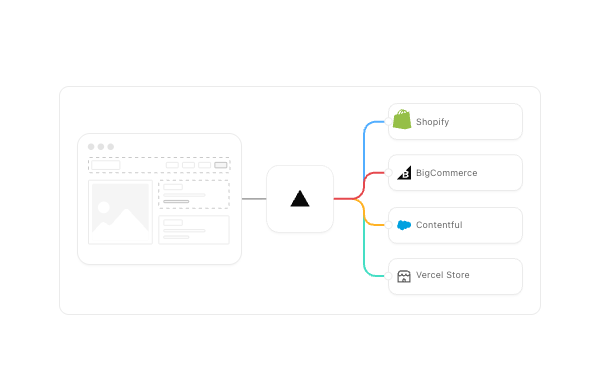 Shopify
BigCommerce
Contentful
Vercel Store